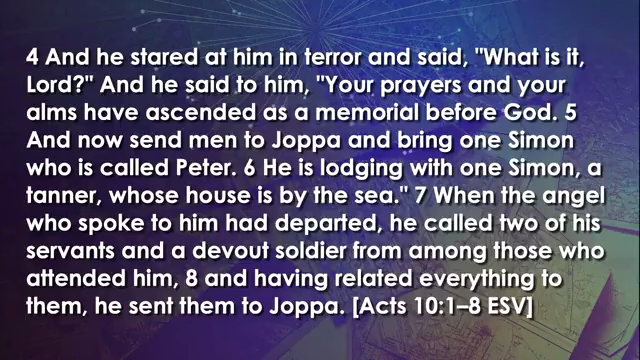 4 And he stared at him in terror and said, "What is it,
Lord?" And he said to him, "Your prayers and your
alms have ascended as a memorial before God. 5
And now send men to Joppa and bring one Simon
who is called Peter. 6 He is lodging with one Simon, a
tanner, whose house is by the sea." 7 When the angel
who spoke to him had departed, he called two of his
servants and a devout soldier from among those who
attended him, 8 and having related everything to
them, he sent them to Joppa. [Acts 10:1–8 ESV]